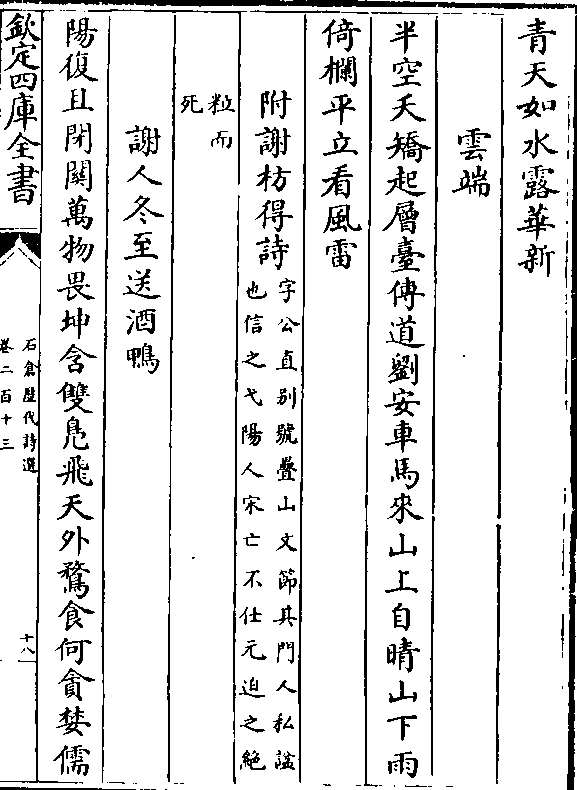 青天如水露華新
雲端
半空夭矯起層臺傳道劉安車馬來山上自晴山下雨
倚欄平立看風雷
附謝枋得詩
字公直别號疊山文節其門人私諡
也信之弋陽人宋亡不仕元迫之絶
粒而
死
謝人冬至送酒鴨
陽復且閉關萬物畏坤含雙鳬飛天外鶩食何貪婪儒
欽定四庫全書
石倉歷代詩選
卷二百十三
十八